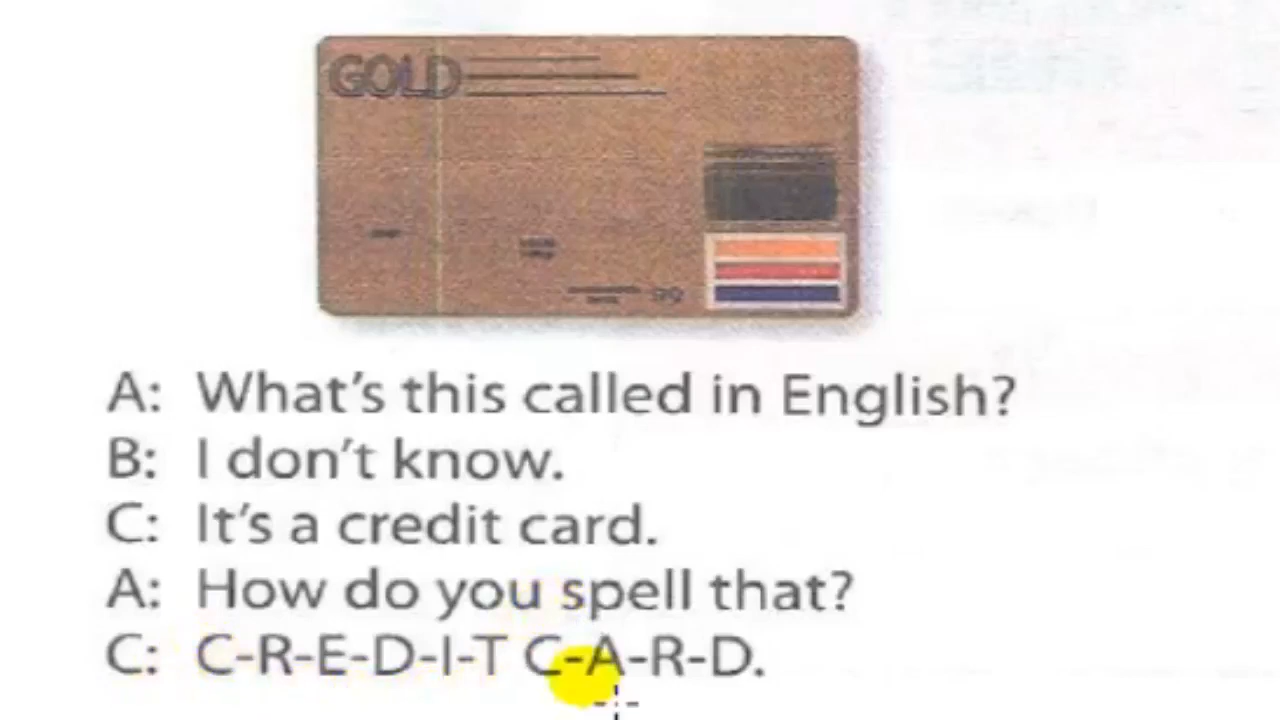 GOLD
A: What's this called in English?
B: I don't know.
C: It's a credit card.
A: How do you spell that?
C: C-R-E-D-I-T C-A-R-D.